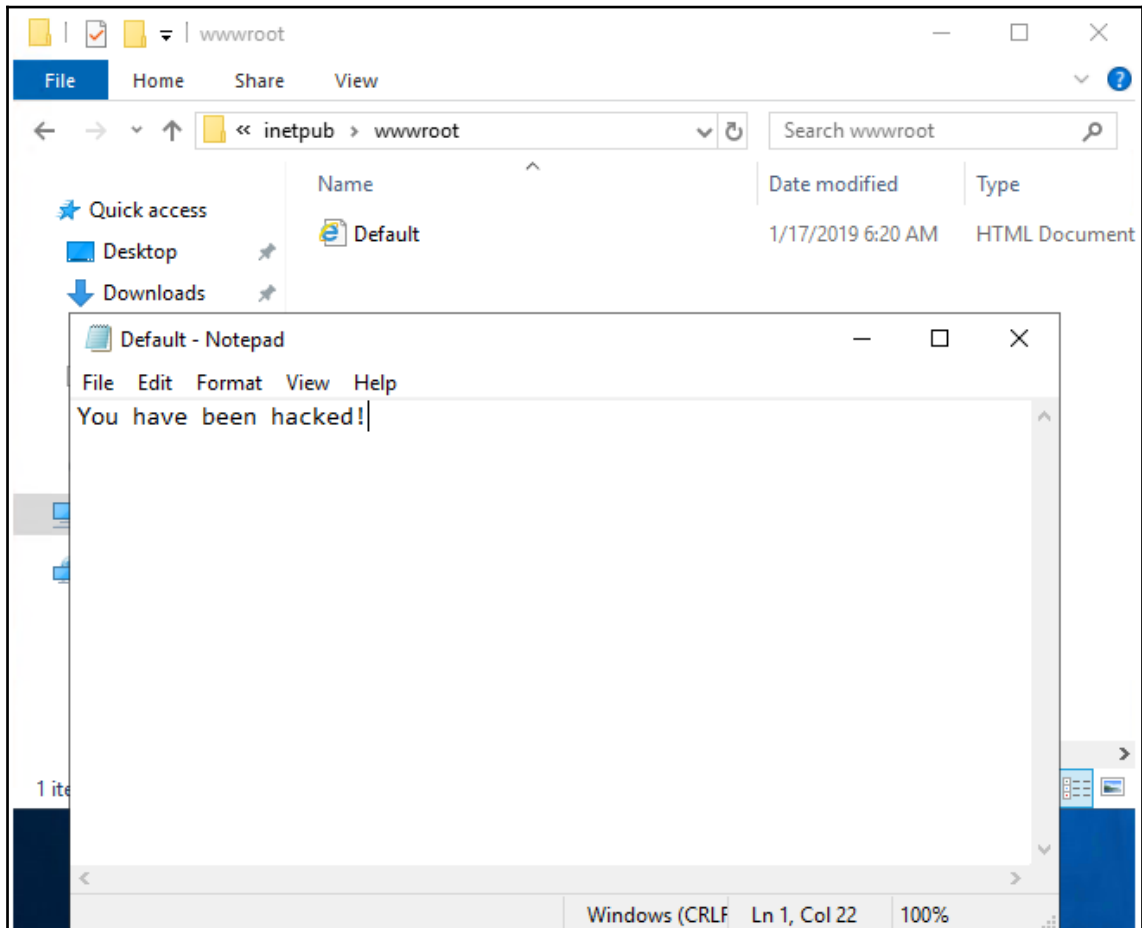 wwwroot
File Home Share View
« inetpub > wwwroot Search wwwroot
Name Date modified Type
Quick access
Default 1/17/2019 6:20 AM HTML Document
Desktop
Downloads
Default - Notepad
File Edit Format View Help
You have been hacked!
1 ite
Windows (CRLF Ln 1, Col 22 100%